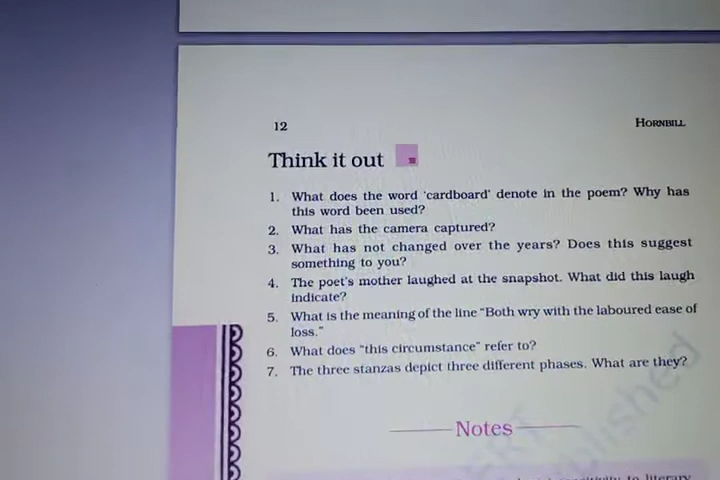 12
HORNBILL
Think it out
1. What does the word 'cardboard' denote in the poem? Why has
this word been used?
2. What has the camera captured?
3. What has not changed over the years? Does this suggest
something to you?
4. The poet's mother laughed at the snapshot. What did this laugh
indicate?
5. What is the meaning of the line "Both wry with the laboured ease of
loss."
6. What does "this circumstance" refer to?
7. The three stanzas depict three different phases. What are they?
Notes
to literary